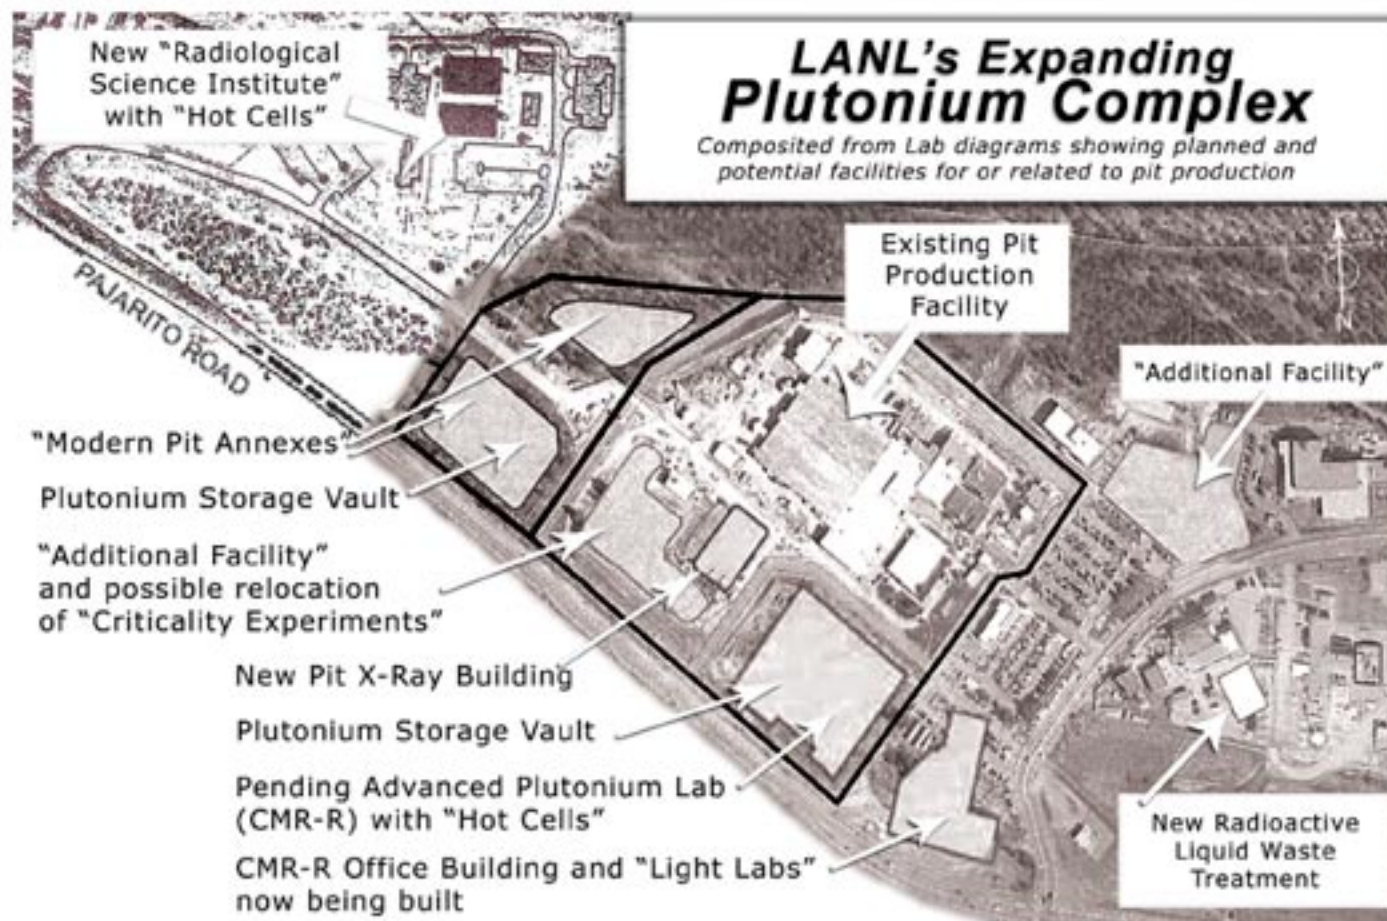 LANL's Expanding
Plutonium Complex
Composited from Lab diagrams showing planned and
potential facilities for or related to pit production
New "Radiological
Science Institute"
with "Hot Cells"
PAJARITO ROAD
Existing Pit
Production
Facility
N
"Additional Facility"
"Modern Pit Annexes"
Plutonium Storage Vault
"Additional Facility"
and possible relocation
of "Criticality Experiments"
New Pit X-Ray Building
Plutonium Storage Vault
Pending Advanced Plutonium Lab
(CMR-R) with "Hot Cells"
CMR-R Office Building and "Light Labs"
now being built
New Radioactive
Liquid Waste
Treatment